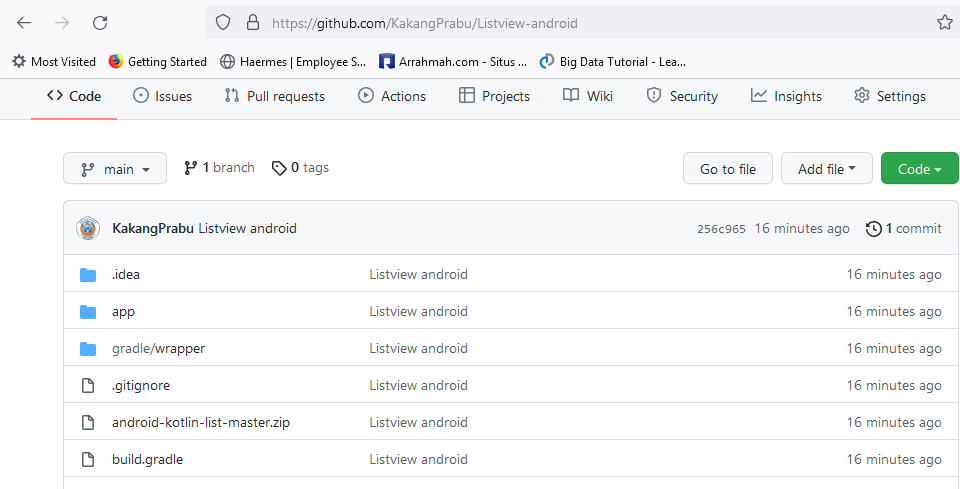 https://github.com/KakangPrabu/Listview-android
Most Visited Getting Started Haermes | Employee S... Arrahmah.com - Situs ... Big Data Tutorial - Lea...
Code Issues Pull requests Actions Projects Wiki Security Insights Settings
main 1 branch 0 tags Go to file Add file Code
KakangPrabu Listview android 256c965 16 minutes ago 1 commit
.idea Listview android 16 minutes ago
app Listview android 16 minutes ago
gradle/wrapper Listview android 16 minutes ago
.gitignore Listview android 16 minutes ago
android-kotlin-list-master.zip Listview android 16 minutes ago
build.gradle Listview android 16 minutes ago